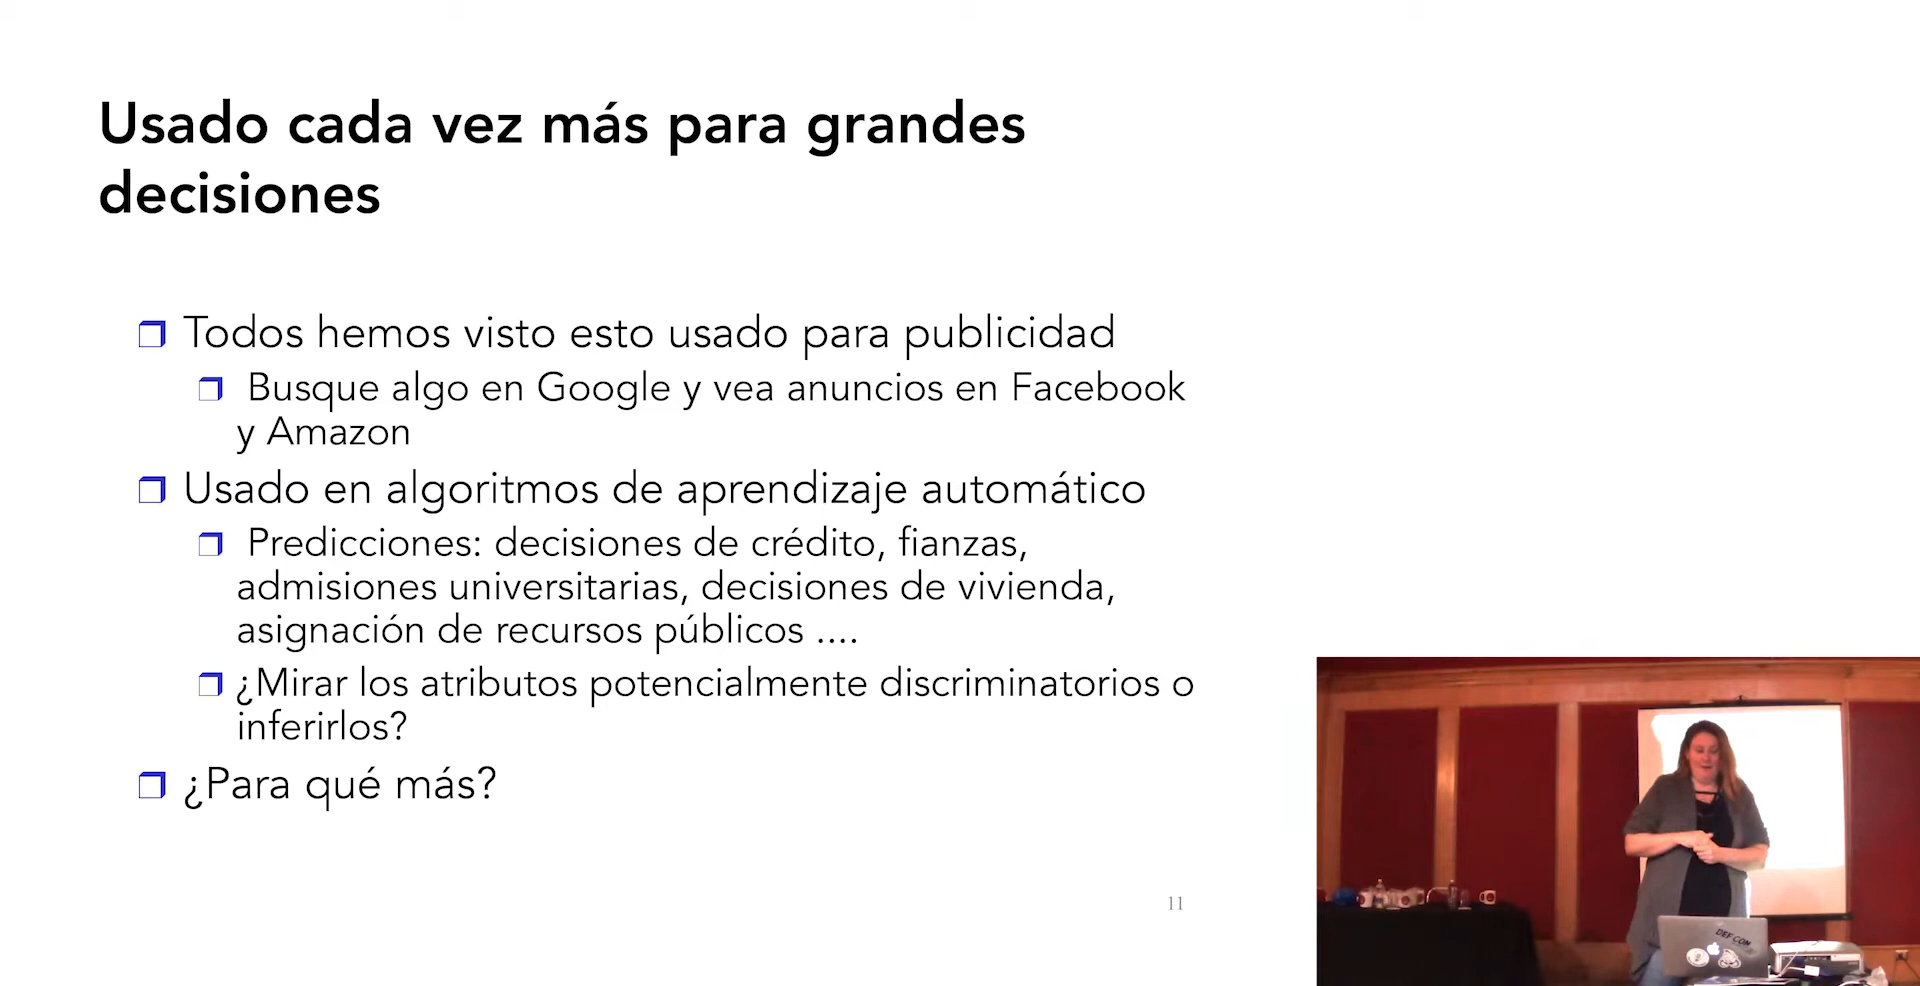 Usado cada vez más para grandes
decisiones
Todos hemos visto esto usado para publicidad
Busque algo en Google y vea anuncios en Facebook
y Amazon
Usado en algoritmos de aprendizaje automático
Predicciones: decisiones de crédito, fianzas,
admisiones universitarias, decisiones de vivienda,
asignación de recursos públicos ....
¿Mirar los atributos potencialmente discriminatorios o
inferirlos?
¿Para qué más?
11
DEF CON